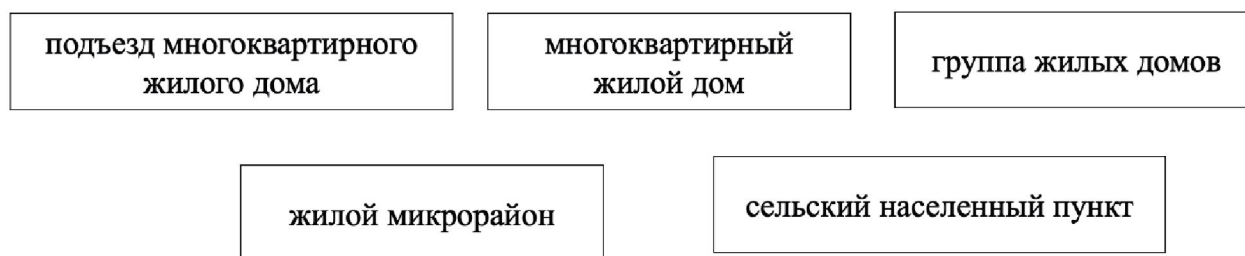 подъезд многоквартирного
жилого дома
многоквартирный
жилой дом
группа жилых домов
жилой микрорайон
сельский населенный пункт